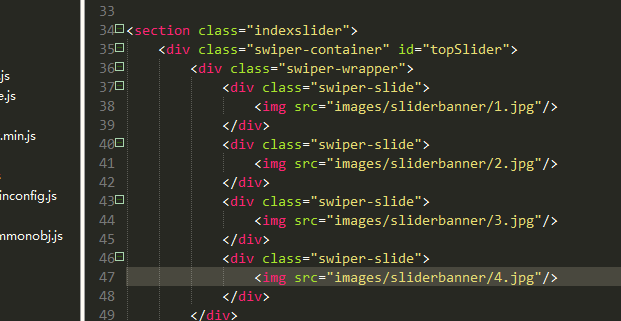 33
34 <section class="indexslider">
35 <div class="swiper-container" id="topSlider">
36 <div class="swiper-wrapper">
37 <div class="swiper-slide">
38 <img src="images/sliderbanner/1.jpg"/>
39 </div>
40 <div class="swiper-slide">
41 <img src="images/sliderbanner/2.jpg"/>
42 </div>
43 <div class="swiper-slide">
44 <img src="images/sliderbanner/3.jpg"/>
45 </div>
46 <div class="swiper-slide">
47 <img src="images/sliderbanner/4.jpg"/>
48 </div>
49 </div>
.js
e.js
.min.js
inconfig.js
mmonobj.js